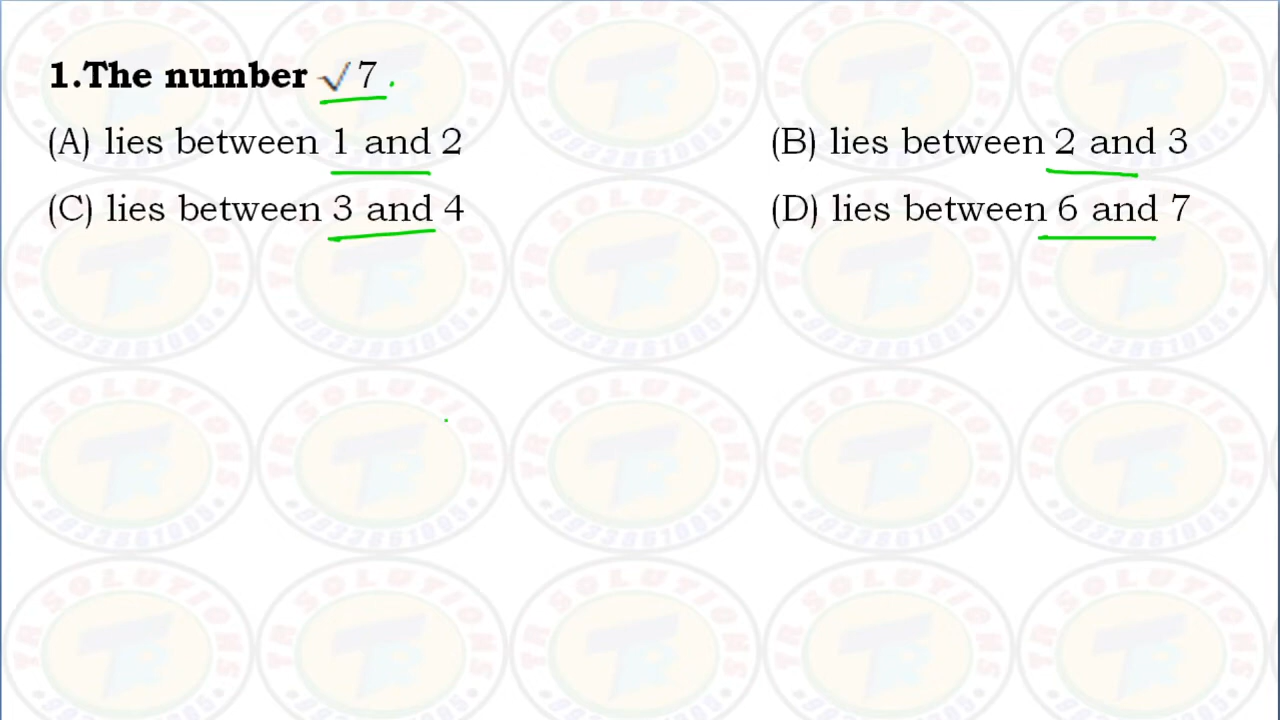 1.The number √7
(A) lies between 1 and 2
(B) lies between 2 and 3
(C) lies between 3 and 4
(D) lies between 6 and 7